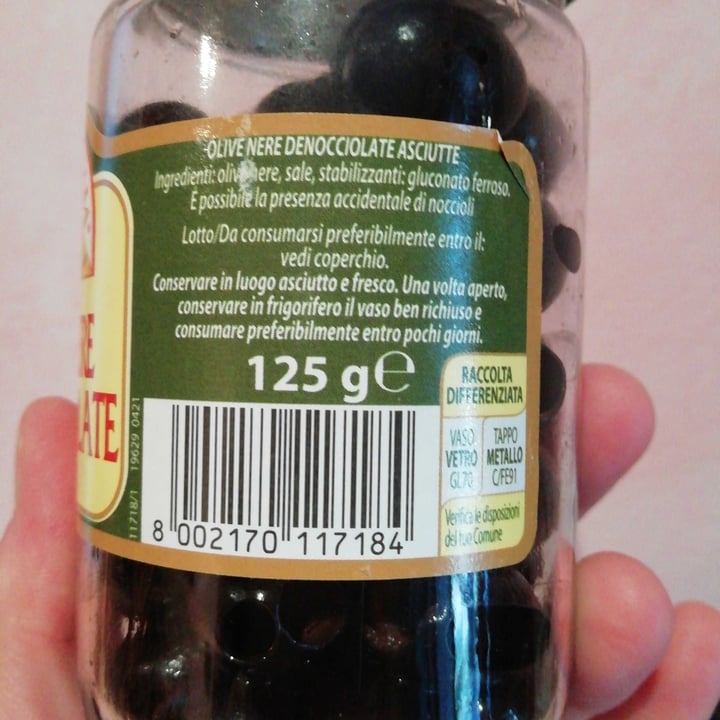 OLIVE NERE DENOCCIOLATE ASCIUTTE
Ingredienti: olive nere, sale, stabilizzanti: gluconato ferroso.
È possibile la presenza accidentale di noccioli
Lotto/Da consumarsi preferibilmente entro il:
vedi coperchio.
Conservare in luogo asciutto e fresco. Una volta aperto,
conservare in frigorifero il vaso ben richiuso e
consumare preferibilmente entro pochi giorni.
125 g e
RACCOLTA
DIFFERENZIATA
VASO
VETRO
GL70
TAPPO
METALLO
C/FE91
Verifica le disposizioni
del tuo Comune
8 002170 117184
11718/1 19629 0421